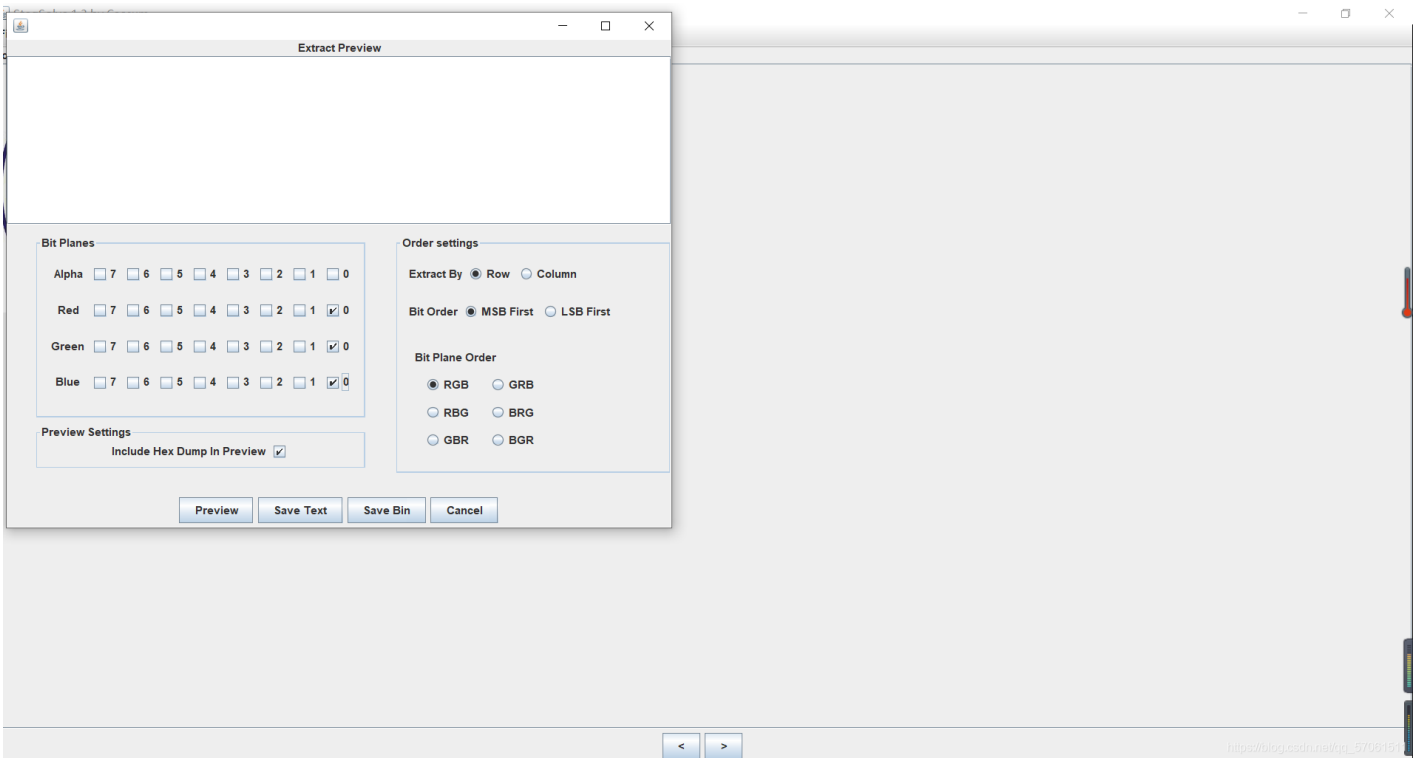 Extract Preview
Bit Planes
Alpha 7 6 5 4 3 2 1 0
Red 7 6 5 4 3 2 1 0
Green 7 6 5 4 3 2 1 0
Blue 7 6 5 4 3 2 1 0
Preview Settings
Include Hex Dump In Preview
Order settings
Extract By Row Column
Bit Order MSB First LSB First
Bit Plane Order
RGB GRB
RBG BRG
GBR BGR
Preview Save Text Save Bin Cancel
< >